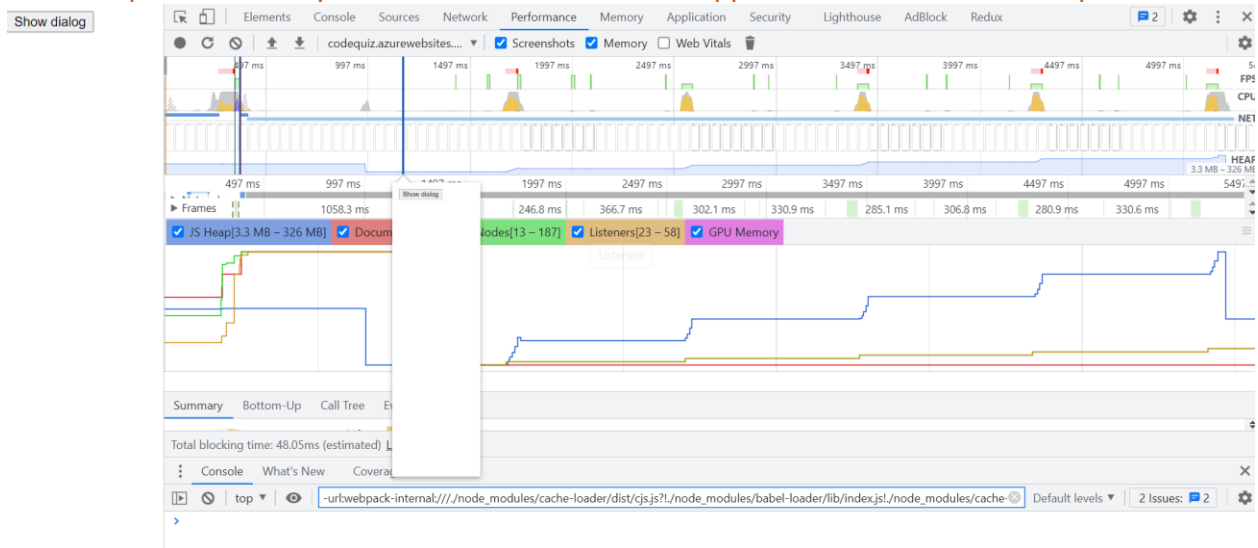 Show dialog
Elements Console Sources Network Performance Memory Application Security Lighthouse AdBlock Redux 2
codequiz.azurewebsites.... ▼ Screenshots Memory Web Vitals
497 ms 997 ms 1497 ms 1997 ms 2497 ms 2997 ms 3497 ms 3997 ms 4497 ms 4997 ms
FPS
CPU
NET
HEAP
3.3 MB – 326 MB
497 ms 997 ms 1997 ms 2497 ms 2997 ms 3497 ms 3997 ms 4497 ms 4997 ms 5497
Show dialog
▶ Frames 1058.3 ms 246.8 ms 366.7 ms 302.1 ms 330.9 ms 285.1 ms 306.8 ms 280.9 ms 330.6 ms
JS Heap[3.3 MB – 326 MB] Docum Nodes[13 – 187] Listeners[23 – 58] GPU Memory
Listeners
Summary Bottom-Up Call Tree Ev
Total blocking time: 48.05ms (estimated) L
Console What's New Coverag
top ▼ -url:webpack-internal:///./node_modules/cache-loader/dist/cjs.js?!./node_modules/babel-loader/lib/index.js!./node_modules/cache- Default levels ▼ 2 Issues: 2